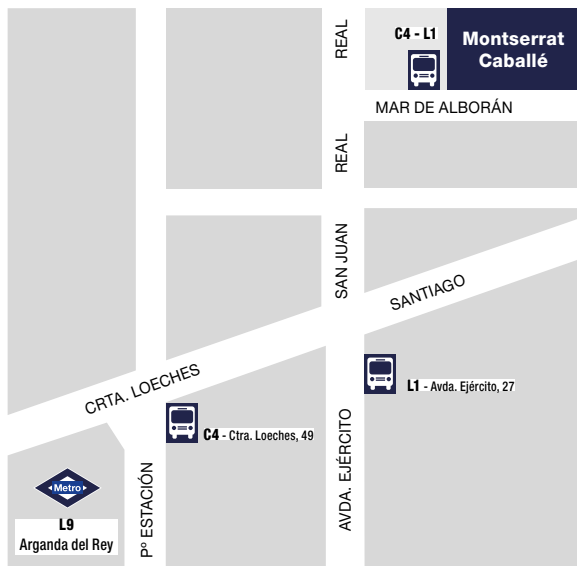 REAL
C4 - L1
Montserrat
Caballé
MAR DE ALBORÁN
REAL
SAN JUAN
SANTIAGO
CRTA. LOECHES
L1 - Avda. Ejército, 27
C4 - Ctra. Loeches, 49
AVDA. EJÉRCITO
Pº ESTACIÓN
Metro
L9
Arganda del Rey